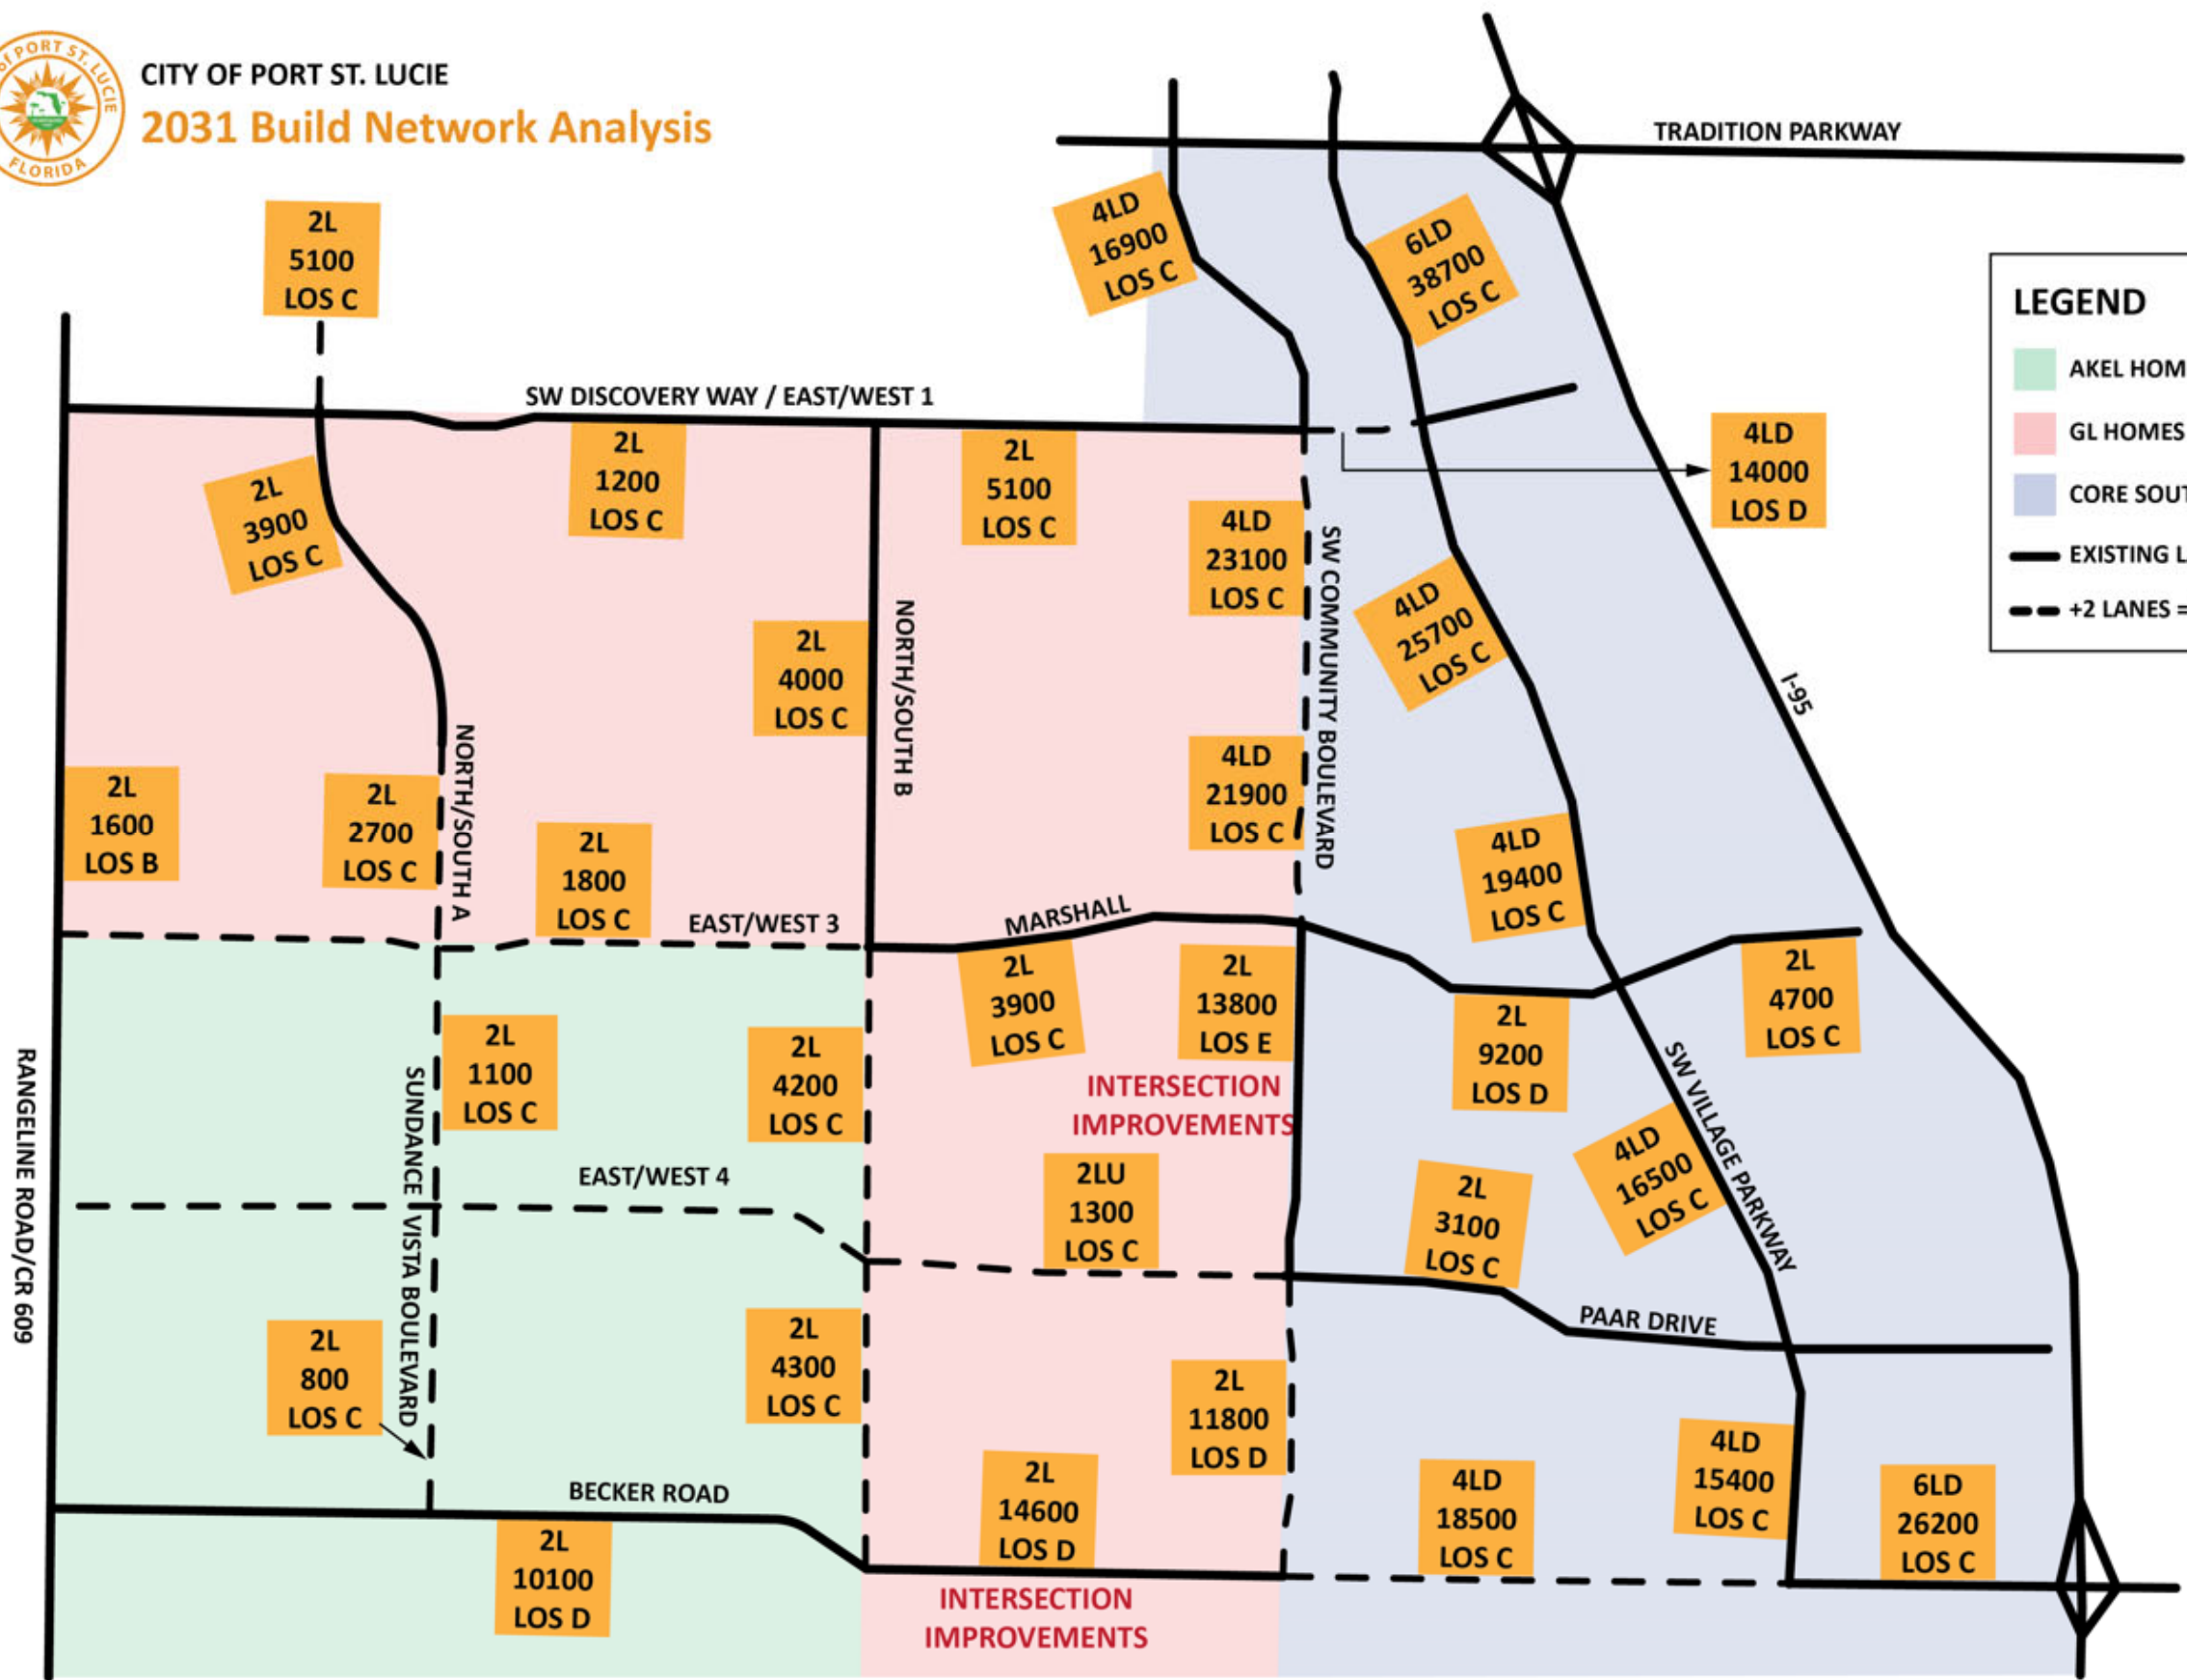 OF PORT ST. LUCIE
FLORIDA
CITY OF PORT ST. LUCIE
2031 Build Network Analysis
TRADITION PARKWAY
2L
5100
LOS C
4LD
16900
LOS C
6LD
38700
LOS C
LEGEND
AKEL HOM
GL HOMES
CORE SOUT
EXISTING L
+2 LANES =
SW DISCOVERY WAY / EAST/WEST 1
4LD
14000
LOS D
2L
3900
LOS C
2L
1200
LOS C
2L
5100
LOS C
4LD
23100
LOS C
SW COMMUNITY BOULEVARD
4LD
25700
LOS C
2L
4000
LOS C
NORTH/SOUTH B
I-95
2L
1600
LOS B
2L
2700
LOS C
NORTH/SOUTH A
2L
1800
LOS C
4LD
21900
LOS C
4LD
19400
LOS C
EAST/WEST 3
MARSHALL
2L
3900
LOS C
2L
13800
LOS E
2L
9200
LOS D
2L
4700
LOS C
RANGELINE ROAD/CR 609
SUNDANCE VISTA BOULEVARD
2L
1100
LOS C
2L
4200
LOS C
INTERSECTION
IMPROVEMENTS
SW VILLAGE PARKWAY
EAST/WEST 4
2LU
1300
LOS C
2L
3100
LOS C
4LD
16500
LOS C
PAAR DRIVE
2L
800
LOS C
2L
4300
LOS C
2L
11800
LOS D
BECKER ROAD
2L
10100
LOS D
2L
14600
LOS D
4LD
18500
LOS C
4LD
15400
LOS C
6LD
26200
LOS C
INTERSECTION
IMPROVEMENTS